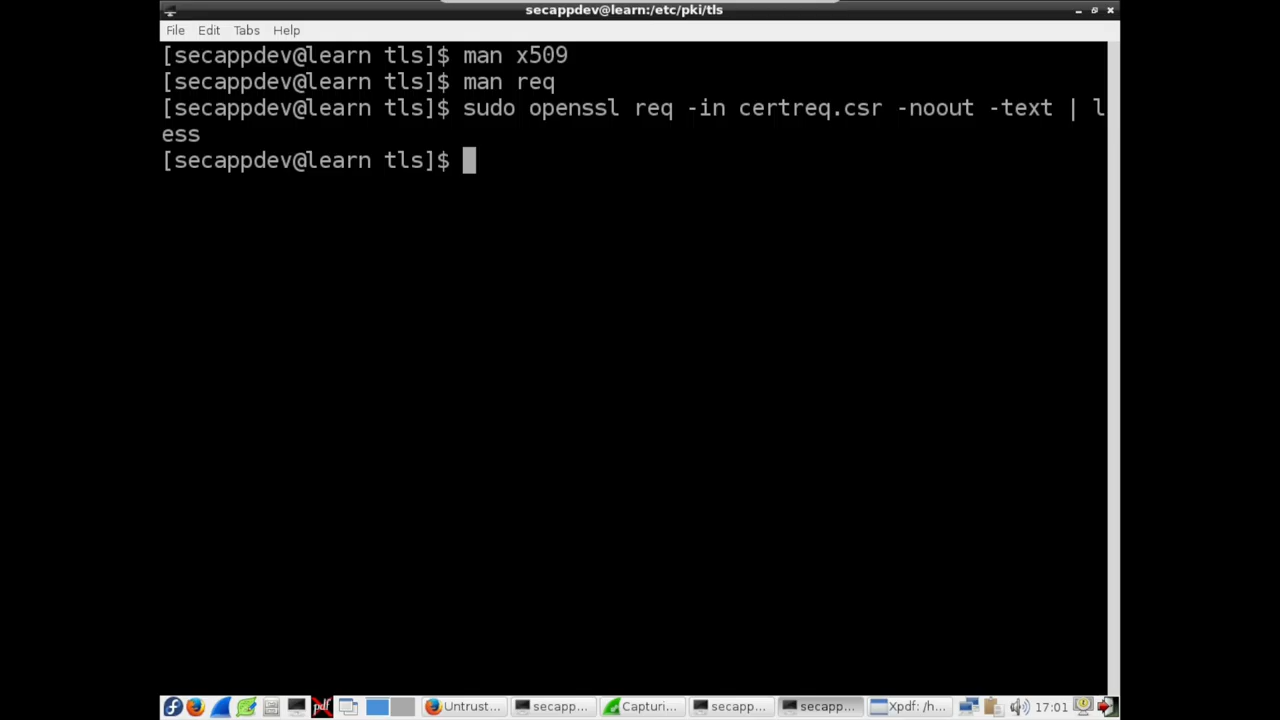 secappdev@learn:/etc/pki/tls
File Edit Tabs Help
[secappdev@learn tls]$ man x509
[secappdev@learn tls]$ man req
[secappdev@learn tls]$ sudo openssl req -in certreq.csr -noout -text | l
ess
[secappdev@learn tls]$
pdf Untrust... secapp... Capturi... secapp... secapp... Xpdf: /h... 17:01